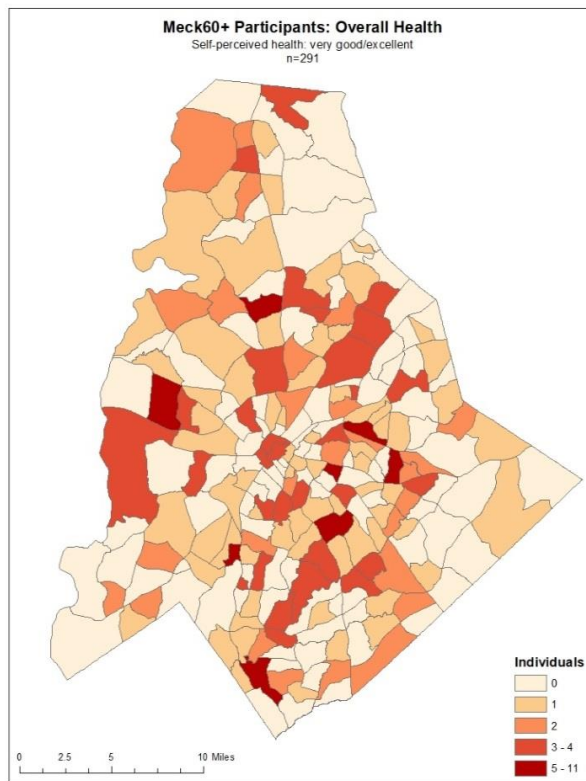 Meck60+ Participants: Overall Health
Self-perceived health: very good/excellent
n=291
Individuals
0
1
2
3 - 4
5 - 11
0 2.5 5 10 Miles